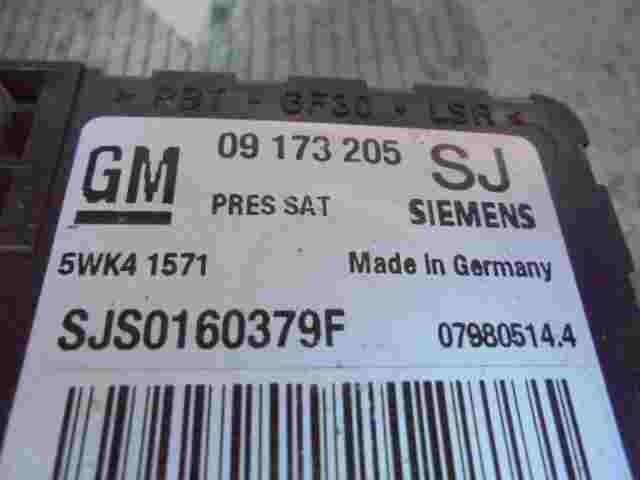 > PBT - GF30 + LSR <
GM 09 173 205 SJ
PRES SAT SIEMENS
5WK4 1571 Made in Germany
SJS0160379F 07980514.4